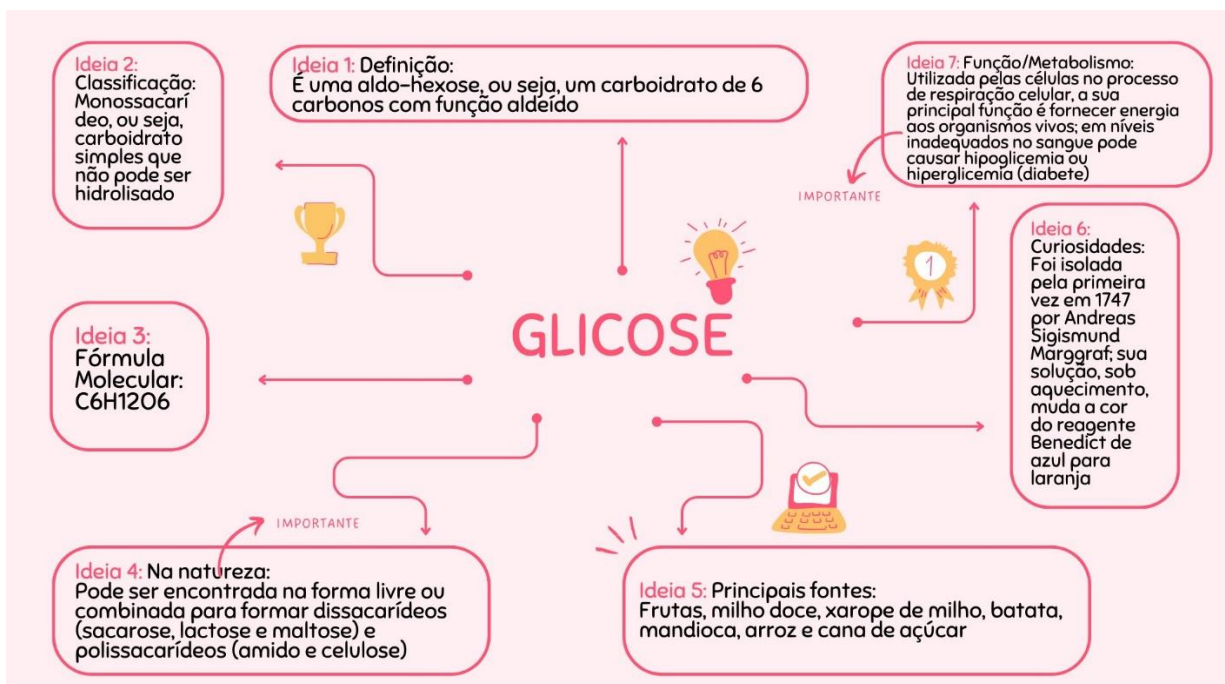 Ideia 2:
Classificação:
Monossacarí
deo, ou seja,
carboidrato
simples que
não pode ser
hidrolisado
Ideia 1: Definição:
É uma aldo-hexose, ou seja, um carboidrato de 6
carbonos com função aldeído
Ideia 7: Função/Metabolismo:
Utilizada pelas células no processo
de respiração celular, a sua
principal função é fornecer energia
aos organismos vivos; em níveis
inadequados no sangue pode
causar hipoglicemia ou
hiperglicemia (diabete)
IMPORTANTE
Ideia 6:
Curiosidades:
Foi isolada
pela primeira
vez em 1747
por Andreas
Sigismund
Marggraf; sua
solução, sob
aquecimento,
muda a cor
do reagente
Benedict de
azul para
laranja
1
GLICOSE
Ideia 3:
Fórmula
Molecular:
C6H12O6
IMPORTANTE
Ideia 4: Na natureza:
Pode ser encontrada na forma livre ou
combinada para formar dissacarídeos
(sacarose, lactose e maltose) e
polissacarídeos (amido e celulose)
Ideia 5: Principais fontes:
Frutas, milho doce, xarope de milho, batata,
mandioca, arroz e cana de açúcar